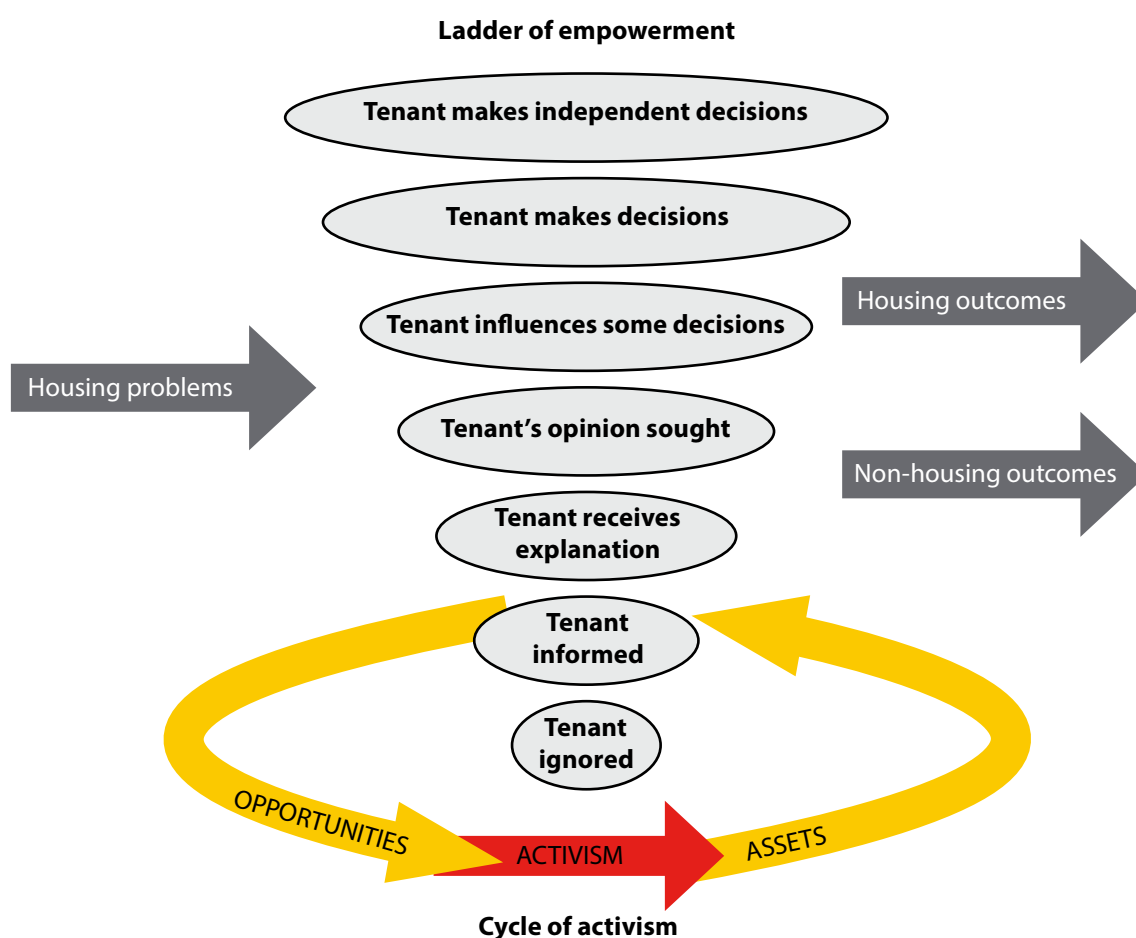 Ladder of empowerment
Tenant makes independent decisions
Tenant makes decisions
Housing outcomes
Tenant influences some decisions
Housing problems
Tenant’s opinion sought
Non-housing outcomes
Tenant receives
explanation
Tenant
informed
Tenant
ignored
OPPORTUNITIES
ACTIVISM
ASSETS
Cycle of activism